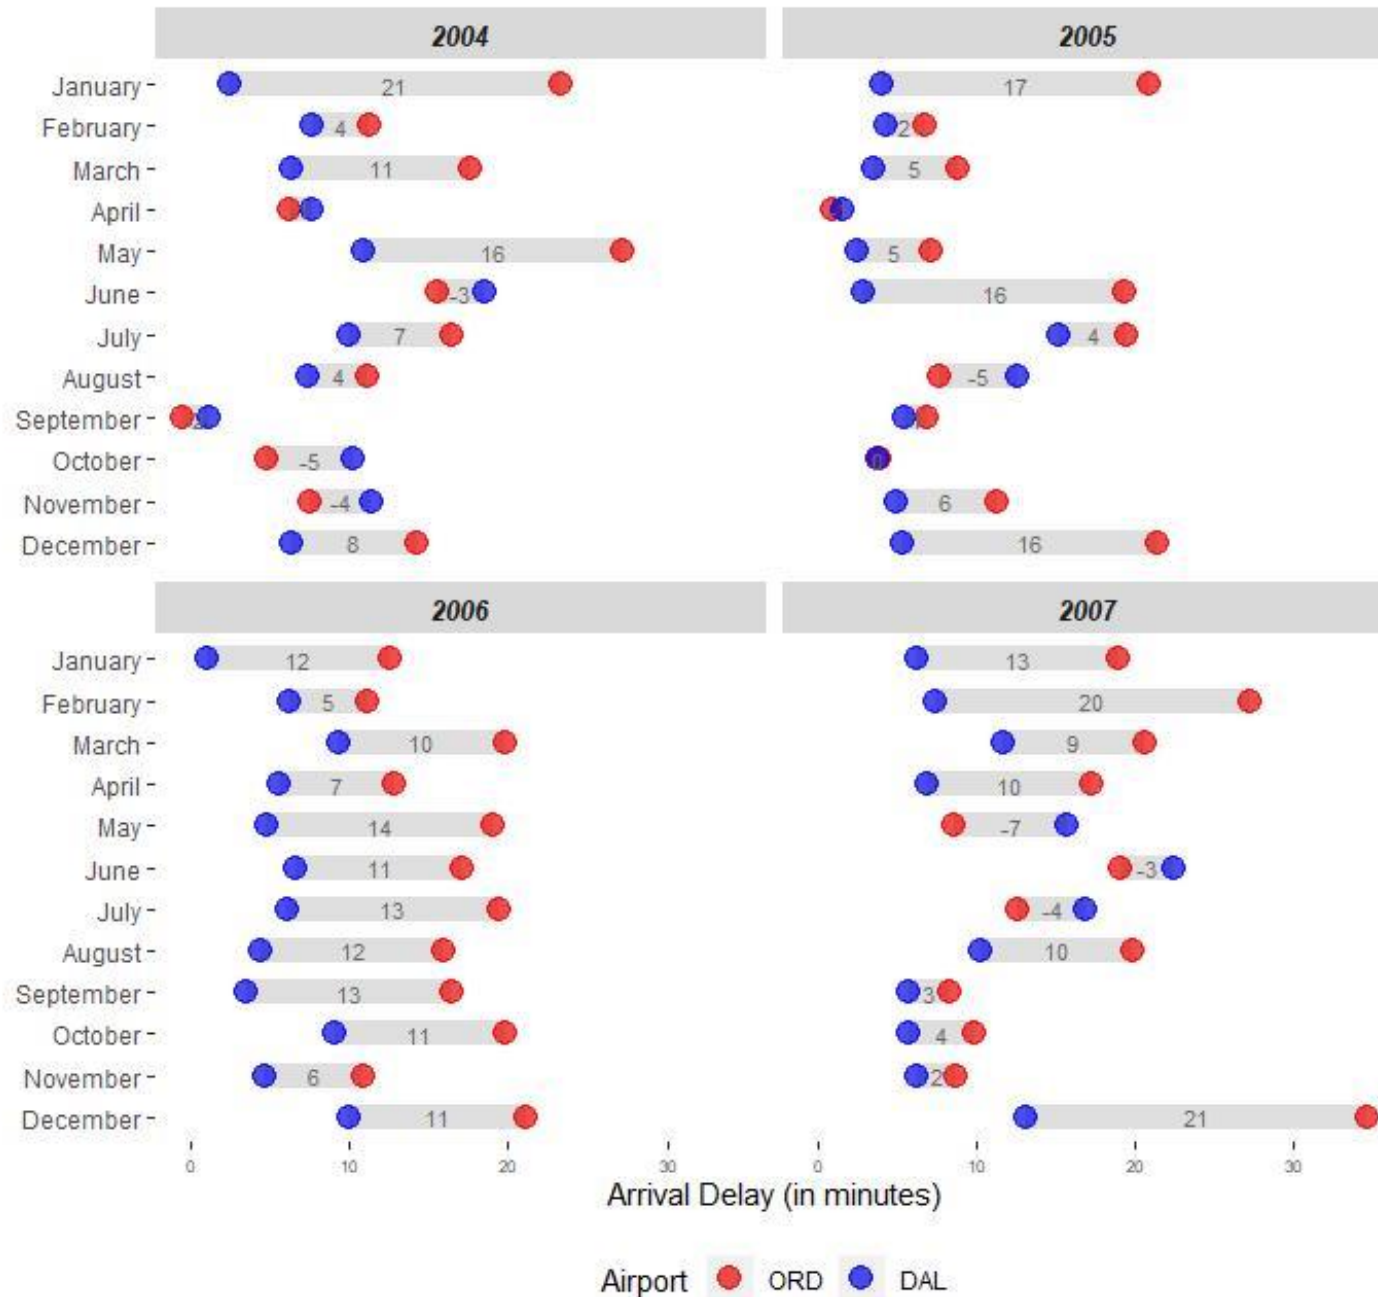 2004 2005
January 21 17
February 4 2
March 11 5
April
May 16 5
June -3 16
July 7 4
August 4 -5
September
October -5 0
November -4 6
December 8 16
2006 2007
January 12 13
February 5 20
March 10 9
April 7 10
May 14 -7
June 11 -3
July 13 -4
August 12 10
September 13 3
October 11 4
November 6 2
December 11 21
0 10 20 30 0 10 20 30
Arrival Delay (in minutes)
Airport ORD DAL